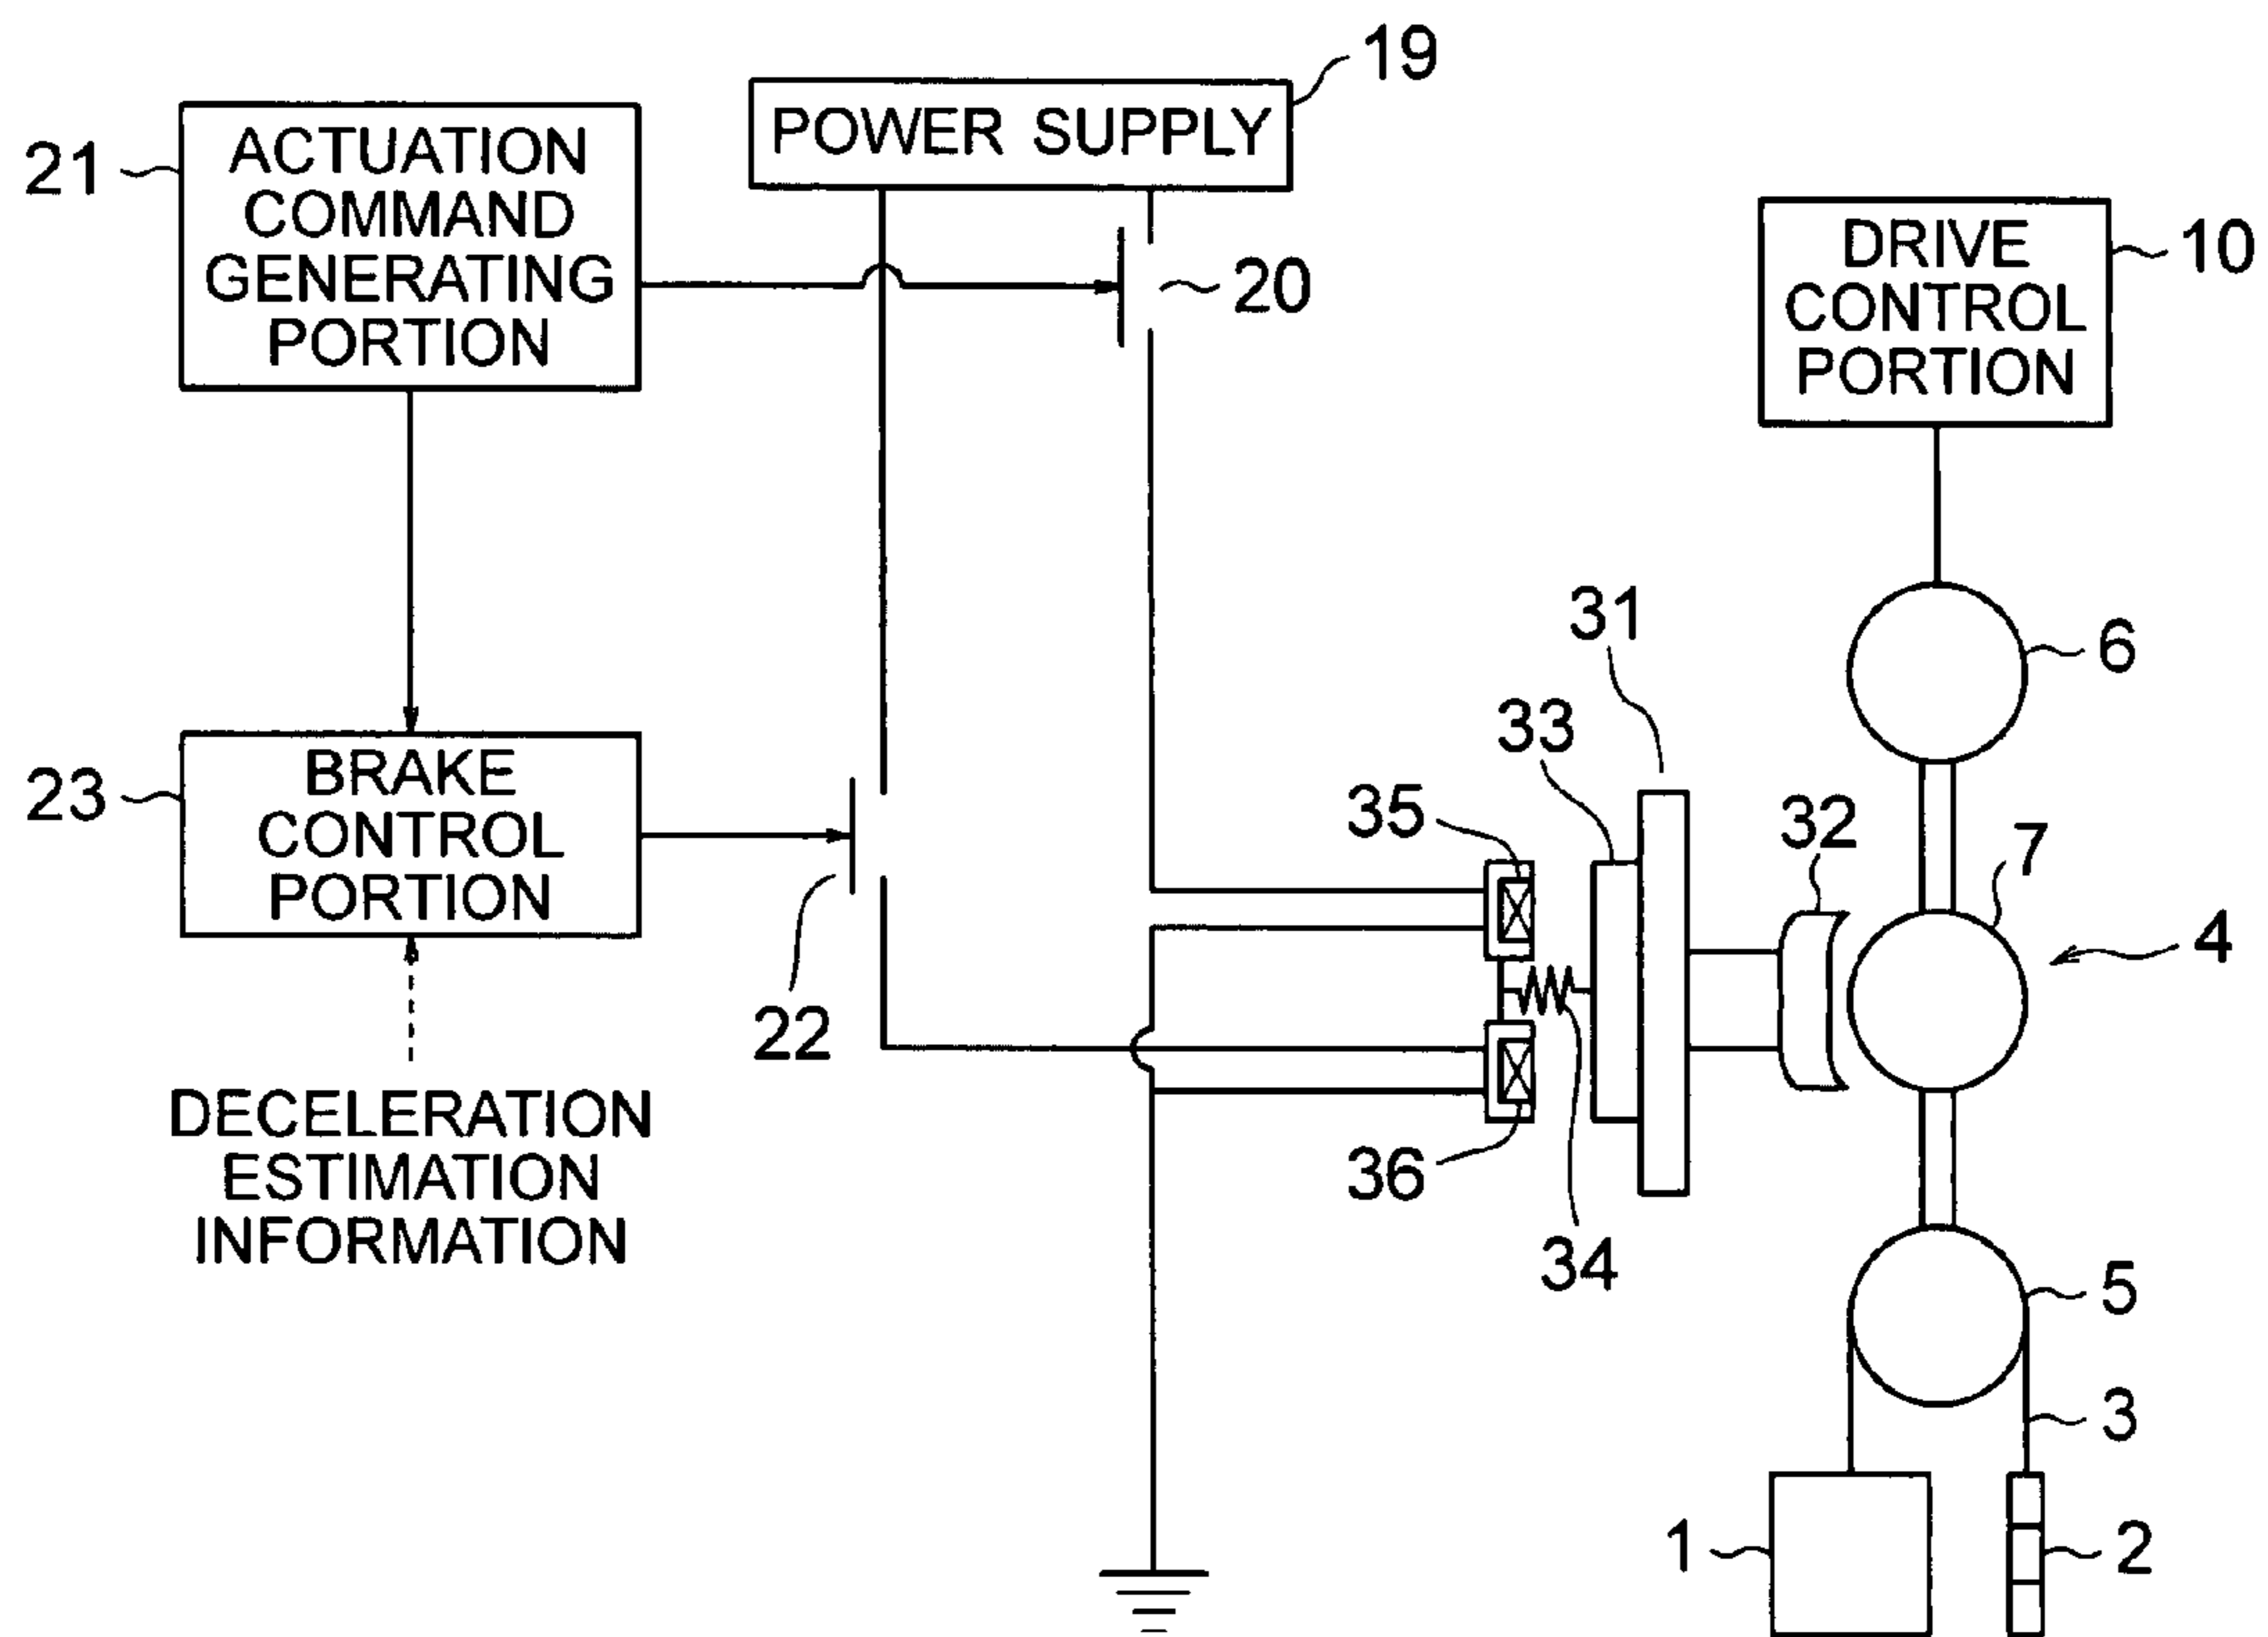 19
POWER SUPPLY
21
ACTUATION
COMMAND
GENERATING
PORTION
20
DRIVE
CONTROL
PORTION
10
31
6
33
23
BRAKE
CONTROL
PORTION
35
32
7
22
4
DECELERATION
ESTIMATION
INFORMATION
36
34
5
3
1
2